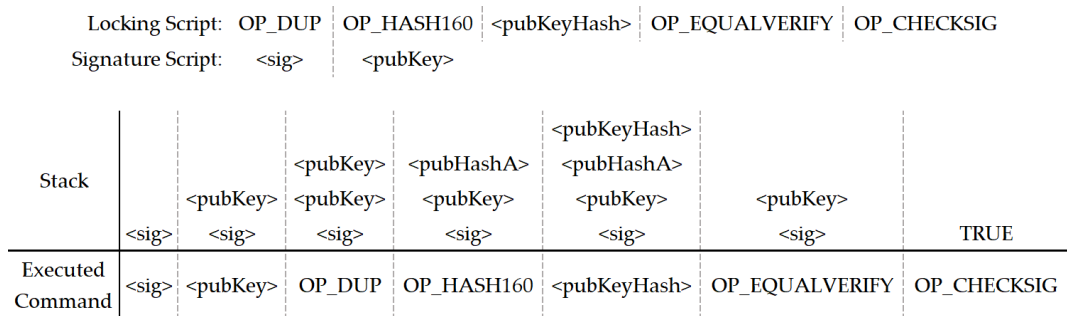 Locking Script: OP_DUP OP_HASH160 <pubKeyHash> OP_EQUALVERIFY OP_CHECKSIG
Signature Script: <sig> <pubKey>
<pubKeyHash>
<pubKey> <pubHashA> <pubHashA>
Stack
<pubKey> <pubKey> <pubKey> <pubKey> <pubKey>
<sig> <sig> <sig> <sig> <sig> <sig> TRUE
Executed
Command
<sig> <pubKey> OP_DUP OP_HASH160 <pubKeyHash> OP_EQUALVERIFY OP_CHECKSIG